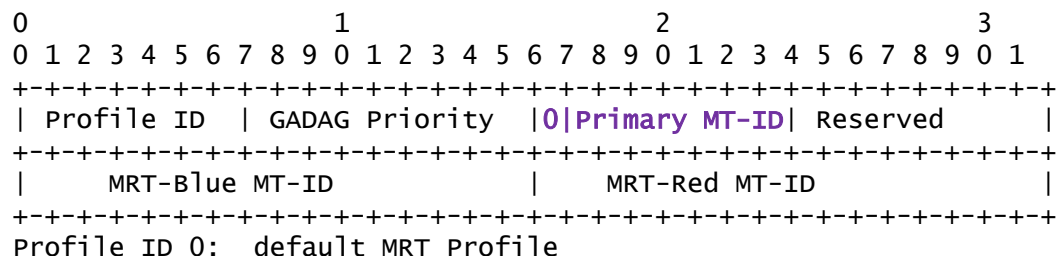 0                   1                   2                   3
0 1 2 3 4 5 6 7 8 9 0 1 2 3 4 5 6 7 8 9 0 1 2 3 4 5 6 7 8 9 0 1
+-+-+-+-+-+-+-+-+-+-+-+-+-+-+-+-+-+-+-+-+-+-+-+-+-+-+-+-+-+-+-+-+
| Profile ID  | GADAG Priority  |0|Primary MT-ID| Reserved      |
+-+-+-+-+-+-+-+-+-+-+-+-+-+-+-+-+-+-+-+-+-+-+-+-+-+-+-+-+-+-+-+-+
|     MRT-Blue MT-ID            |    MRT-Red MT-ID              |
+-+-+-+-+-+-+-+-+-+-+-+-+-+-+-+-+-+-+-+-+-+-+-+-+-+-+-+-+-+-+-+-+
Profile ID 0:  default MRT Profile